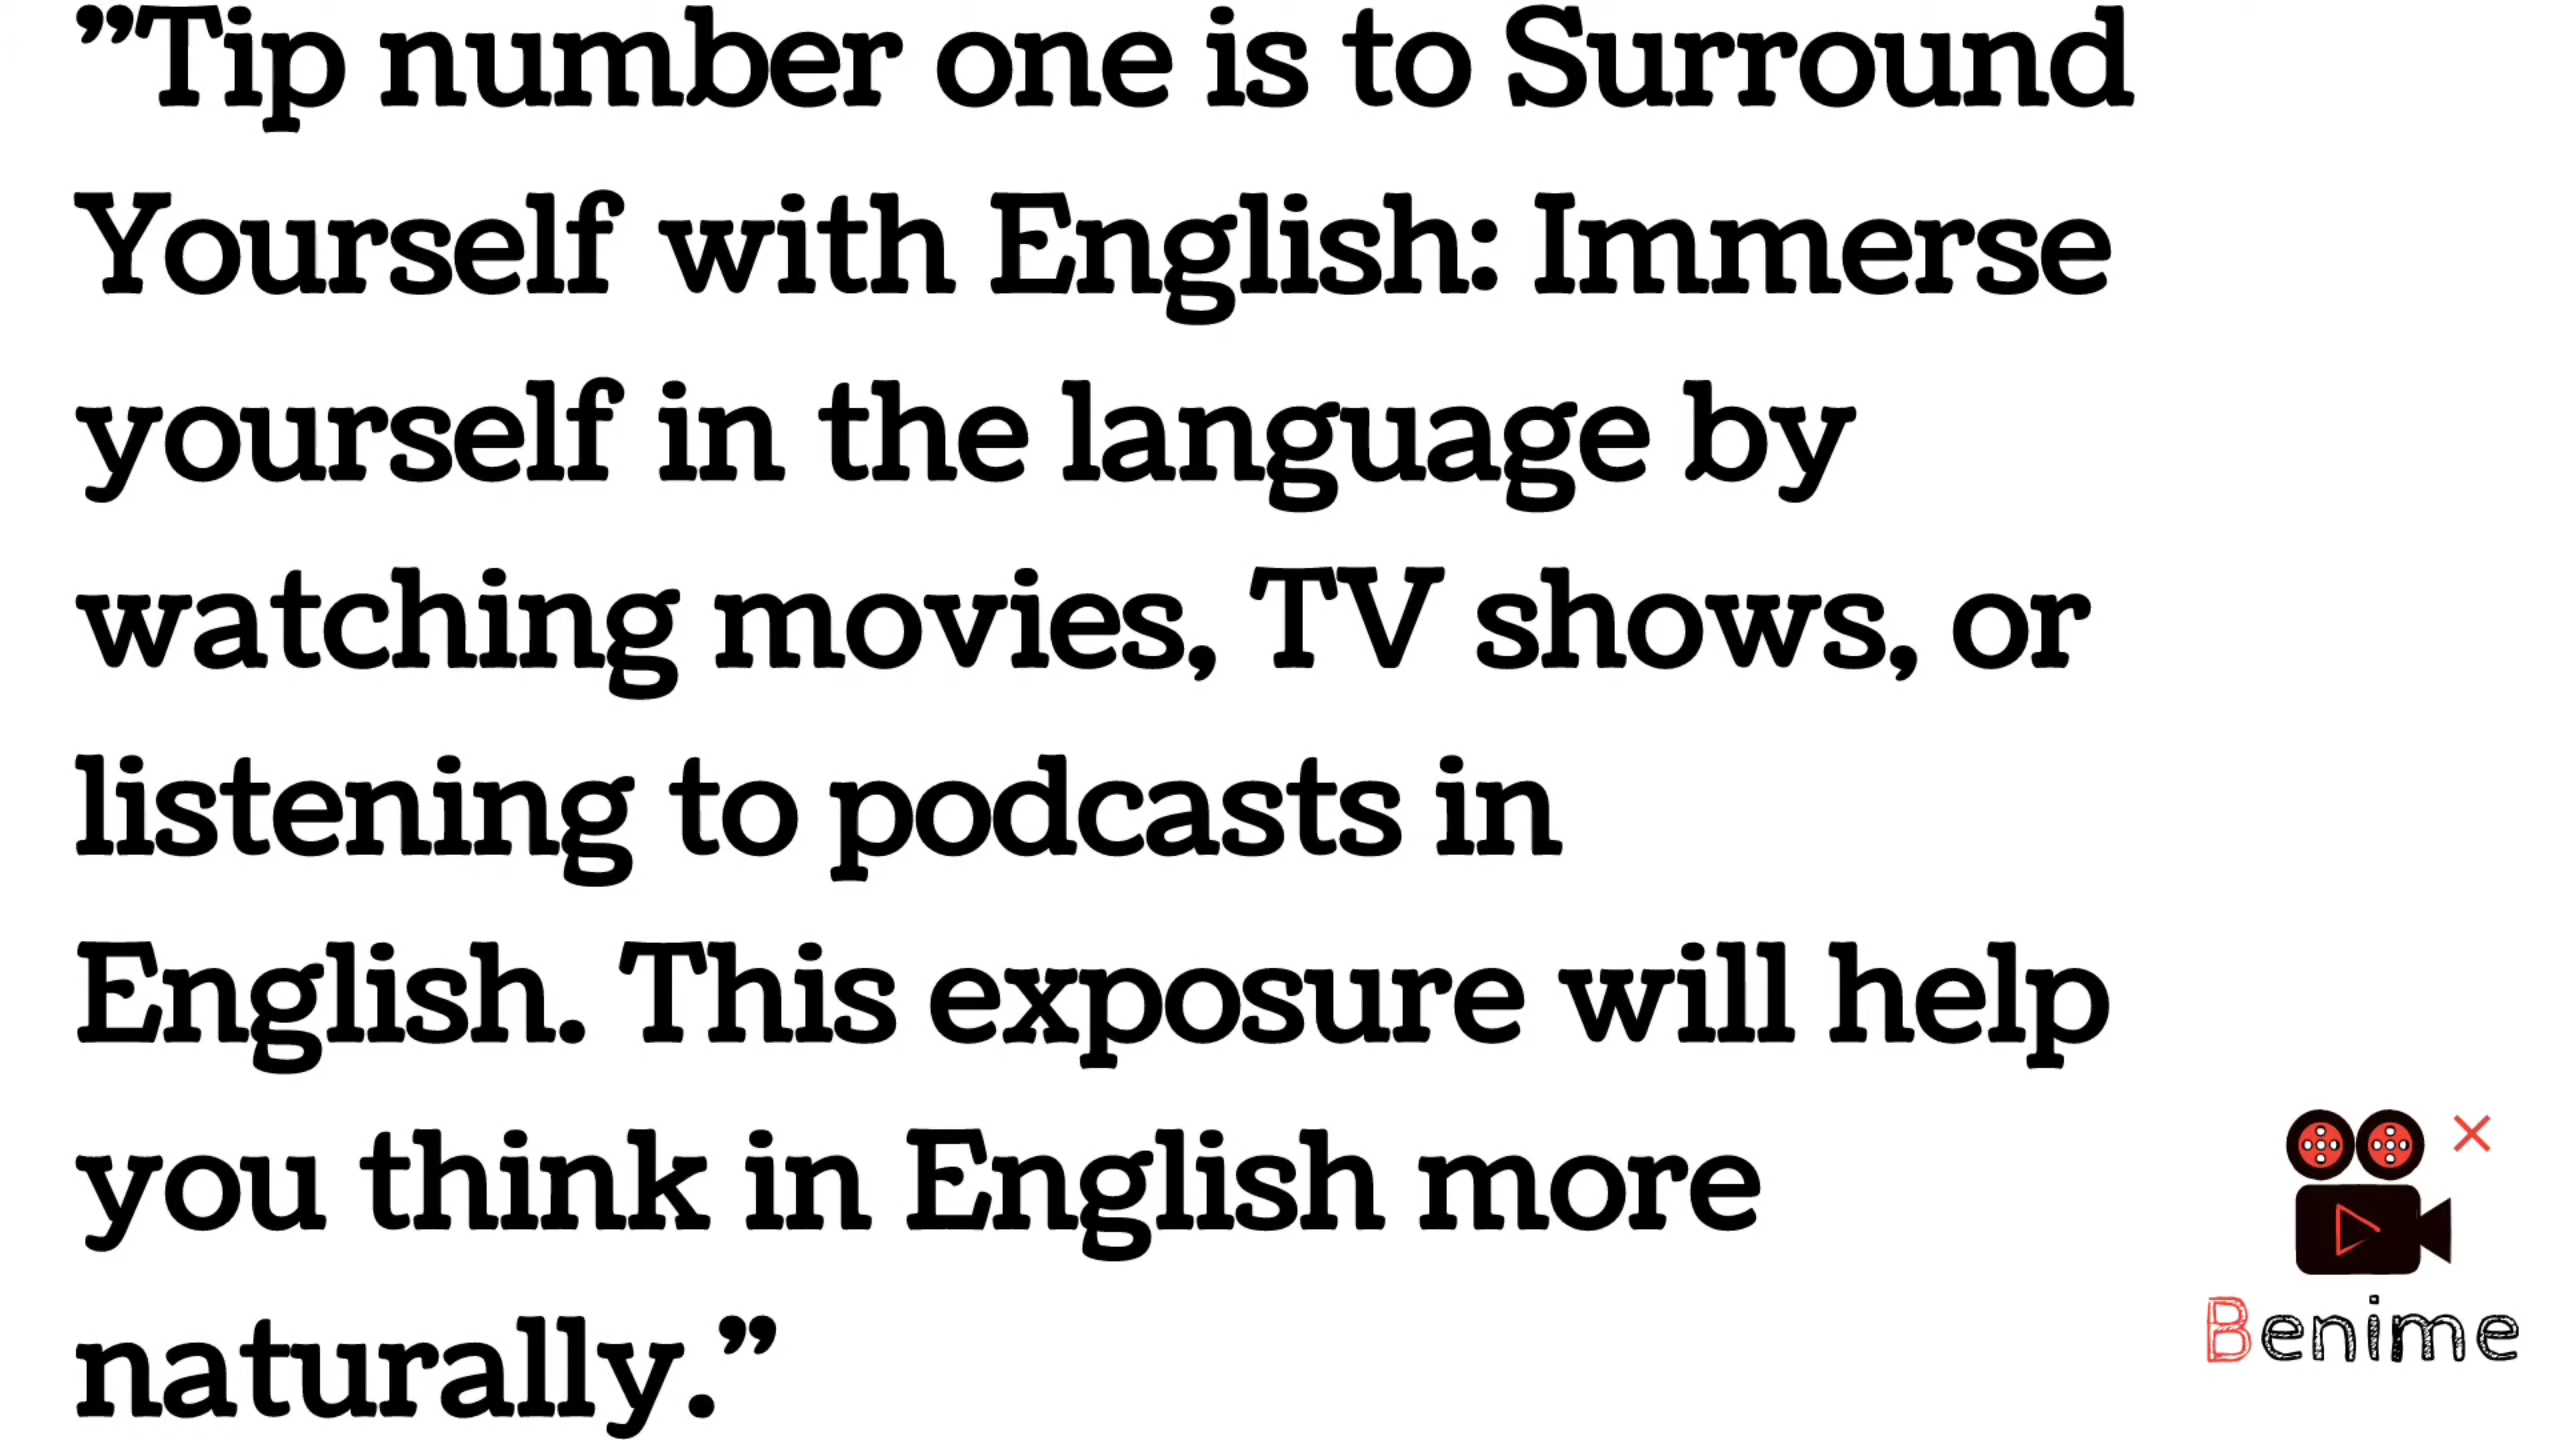 ”Tip number one is to Surround
Yourself with English: Immerse
yourself in the language by
watching movies, TV shows, or
listening to podcasts in
English. This exposure will help
you think in English more
naturally.”
Benime